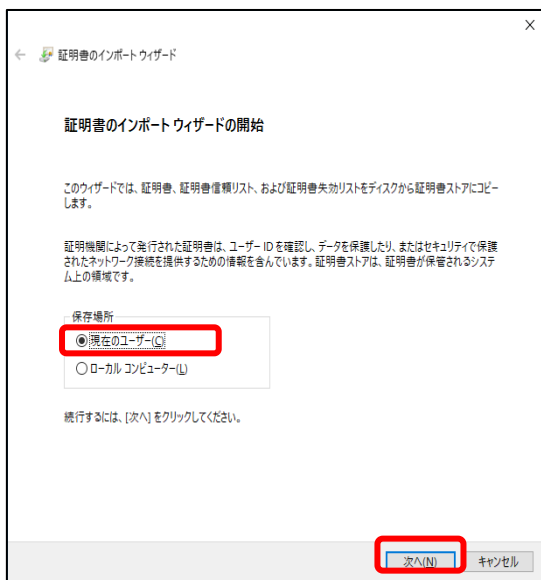 証明書のインポート ウィザード
証明書のインポート ウィザードの開始
このウィザードでは、証明書、証明書信頼リスト、および証明書失効リストをディスクから証明書ストアにコピー
します。
証明機関によって発行された証明書は、ユーザー ID を確認し、データを保護したり、またはセキュリティで保護
されたネットワーク接続を提供するための情報を含んでいます。証明書ストアは、証明書が保管されるシステ
ム上の領域です。
保存場所
現在のユーザー(C)
ローカル コンピューター(L)
続行するには、[次へ] をクリックしてください。
次へ(N) キャンセル